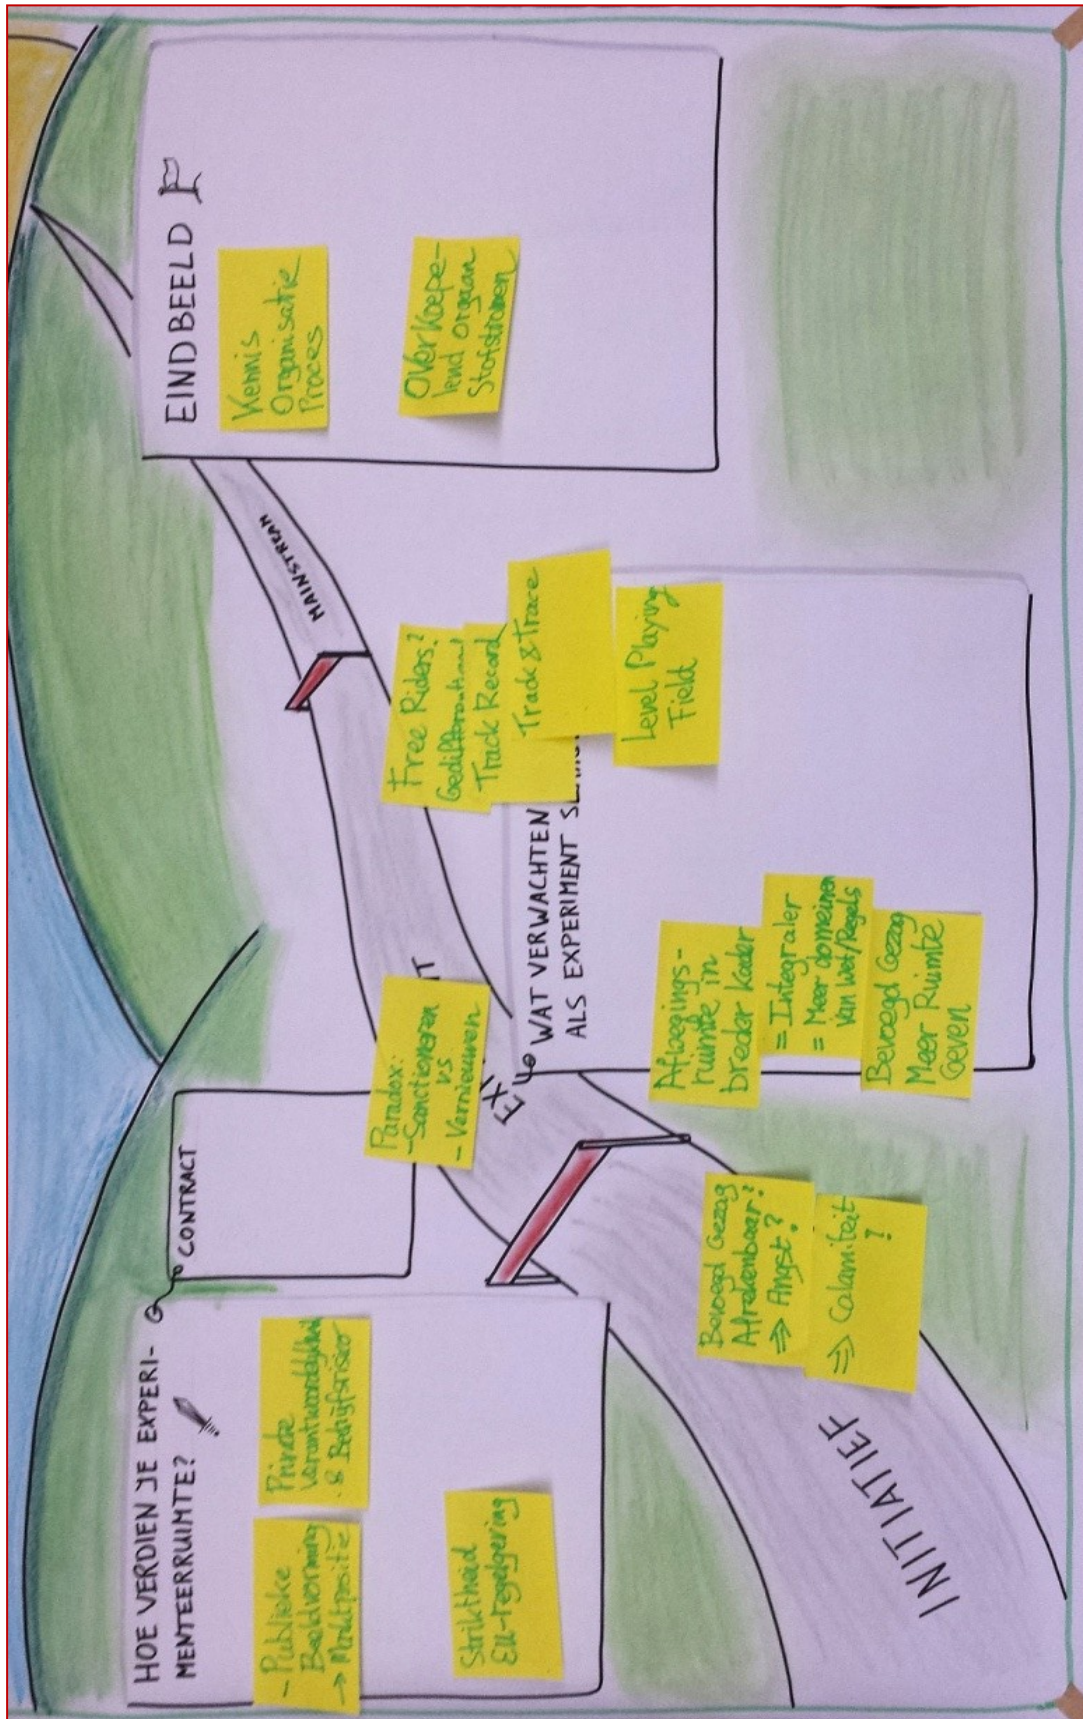 HOE VERDIEN JE EXPERI-
MENTEERRUIMTE?
- Publieke
Beeldvorming
→ Marktpositie
Private
Verantwoordelijkheid
& Bedrijfsrisico
Striktheid
EU-regelgering
CONTRACT
INITIATIEF
Bevoegd Gezag
Afrekenbaar?
⇒ Angst?
⇒ Calamiteit
?
Paradox:
- Sanctioneren
vs
- Vernieuwen
WAT VERWACHTEN
ALS EXPERIMENT
Afwegings-
ruimte in
breder kader
= Integraler
= Meer domeinen
van Wet/Regels
Bevoegd Gezag
Meer Ruimte
Geven
Free Riders?
Track Record
Track & Trace
Level Playing
Field
MAINSTREAM
EINDBEELD
Kennis
Organisatie
Proces
Overkoepe-
lend orgaan
Stofstromen